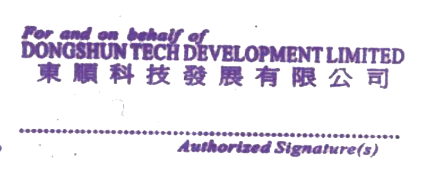 For and on behalf of
DONGSHUN TECH DEVELOPMENT LIMITED
東順科技發展有限公司
Authorized Signature(s)